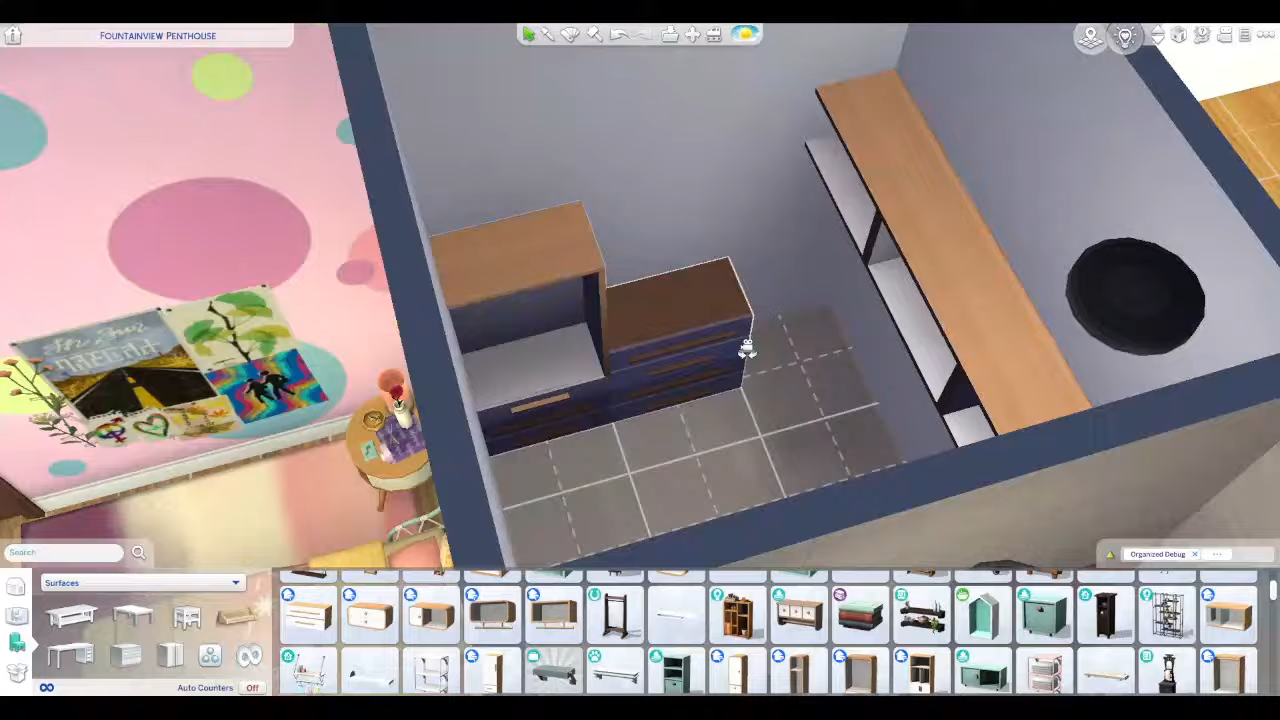 FOUNTAINVIEW PENTHOUSE
Search
Organized Debug
Surfaces
Auto Counters Off